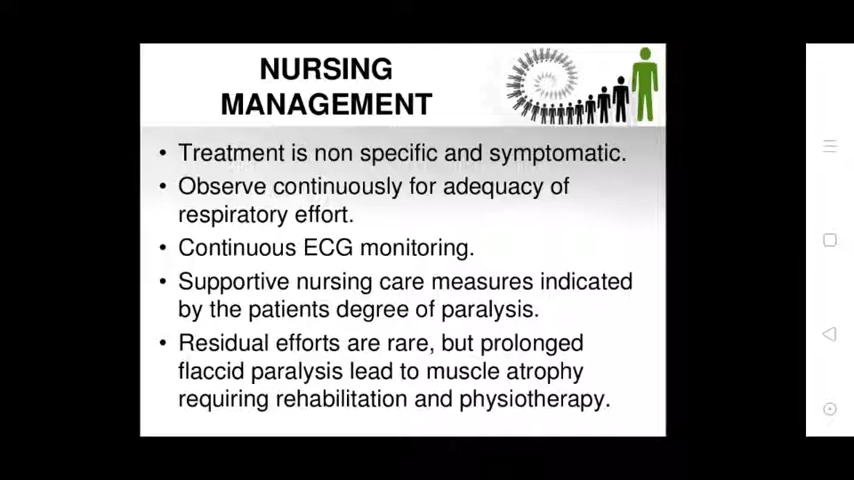 NURSING
MANAGEMENT
• Treatment is non specific and symptomatic.
• Observe continuously for adequacy of
respiratory effort.
• Continuous ECG monitoring.
• Supportive nursing care measures indicated
by the patients degree of paralysis.
• Residual efforts are rare, but prolonged
flaccid paralysis lead to muscle atrophy
requiring rehabilitation and physiotherapy.